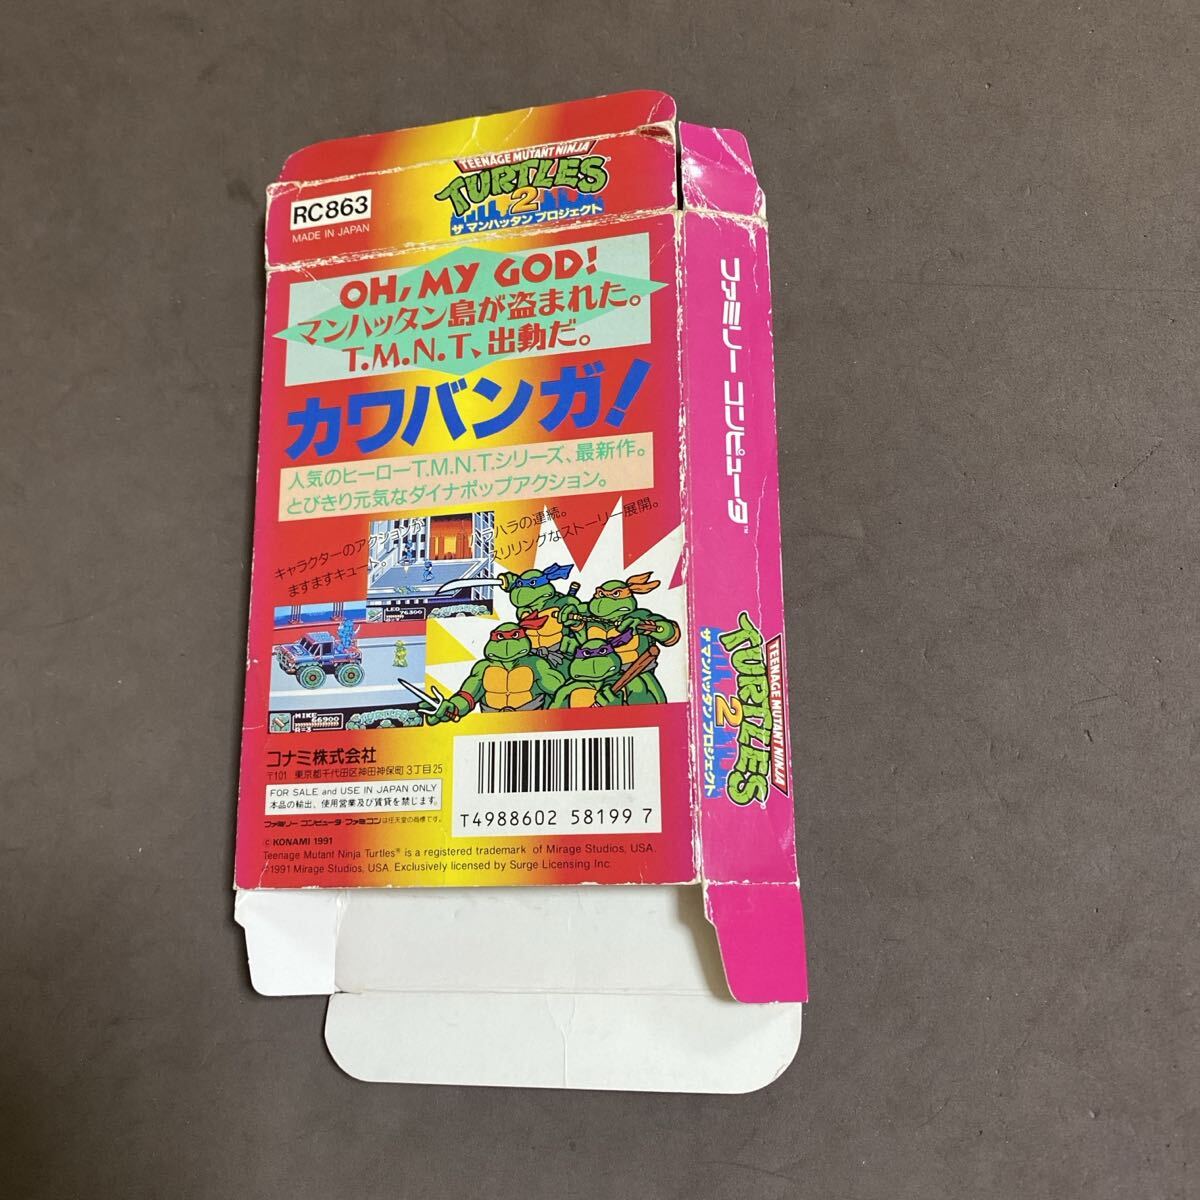 TEENAGE MUTANT NINJA
TURTLES
2
ザ マンハッタン プロジェクト
RC863
MADE IN JAPAN
OH, MY GOD!
マンハッタン島が盗まれた。
T.M.N.T、出動だ。
カワバンガ!
人気のヒーローT.M.N.T.シリーズ、最新作。
とびきり元気なダイナポップアクション。
キャラクターのアクションが
ますますキュート。
ハラハラの連続。
スリリングなストーリー展開。
LEO
76300
MIKE
66900
R=3
TURTLES
コナミ株式会社
〒101 東京都千代田区神田神保町3丁目25
FOR SALE and USE IN JAPAN ONLY
本品の輸出、使用営業及び賃貸を禁じます。
ファミリーコンピュータ ファミコンは任天堂の商標です。
© KONAMI 1991
Teenage Mutant Ninja Turtles® is a registered trademark of Mirage Studios, USA.
©1991 Mirage Studios, USA. Exclusively licensed by Surge Licensing Inc.
T4988602 58199 7
ファミリー コンピュータ™
TEENAGE MUTANT NINJA
TURTLES
2
ザ マンハッタン プロジェクト